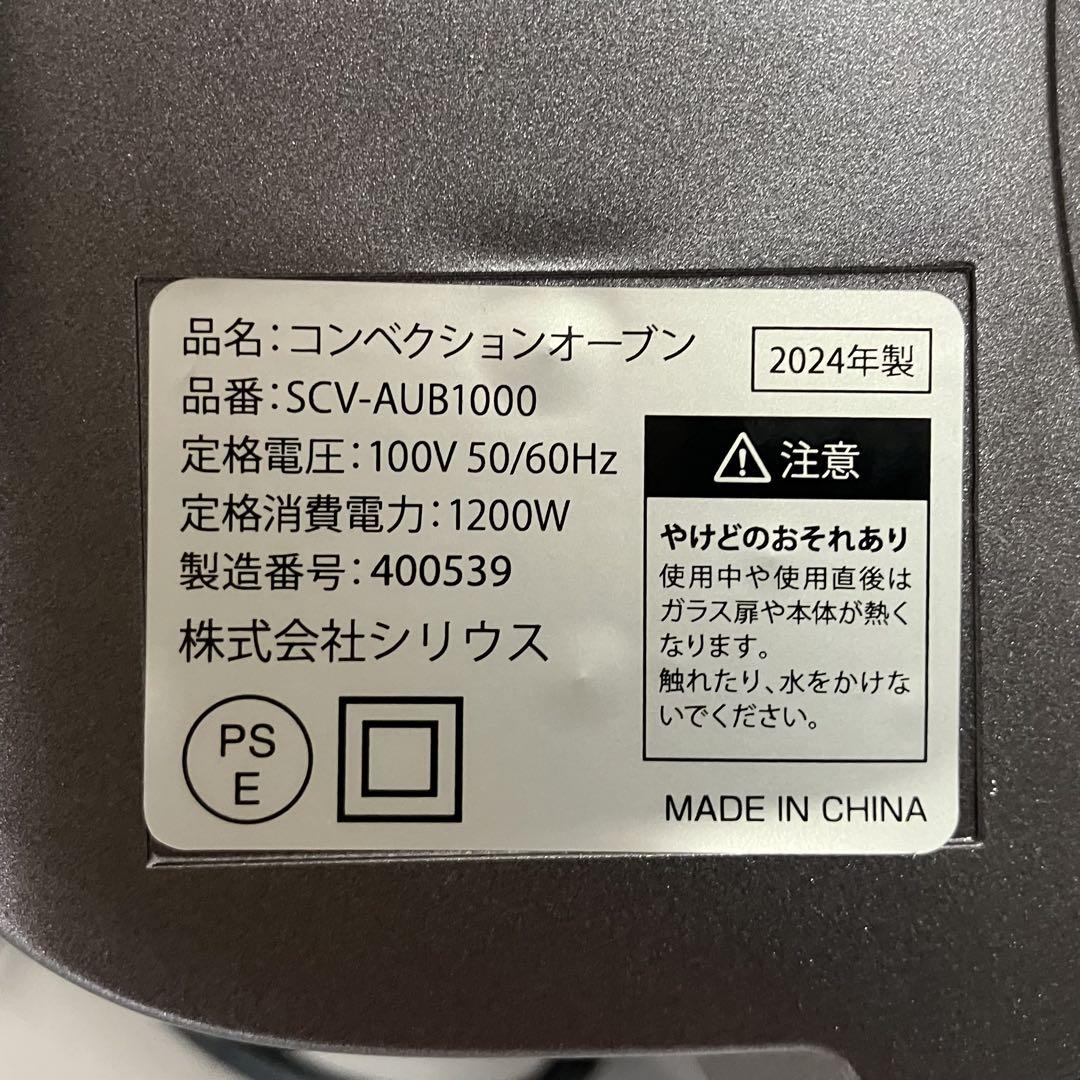 品名：コンベクションオーブン
2024年製
品番：SCV-AUB1000
定格電圧：100V 50/60Hz
定格消費電力：1200W
製造番号：400539
株式会社シリウス
PS
E
注意
やけどのおそれあり
使用中や使用直後は
ガラス扉や本体が熱く
なります。
触れたり、水をかけな
いでください。
MADE IN CHINA